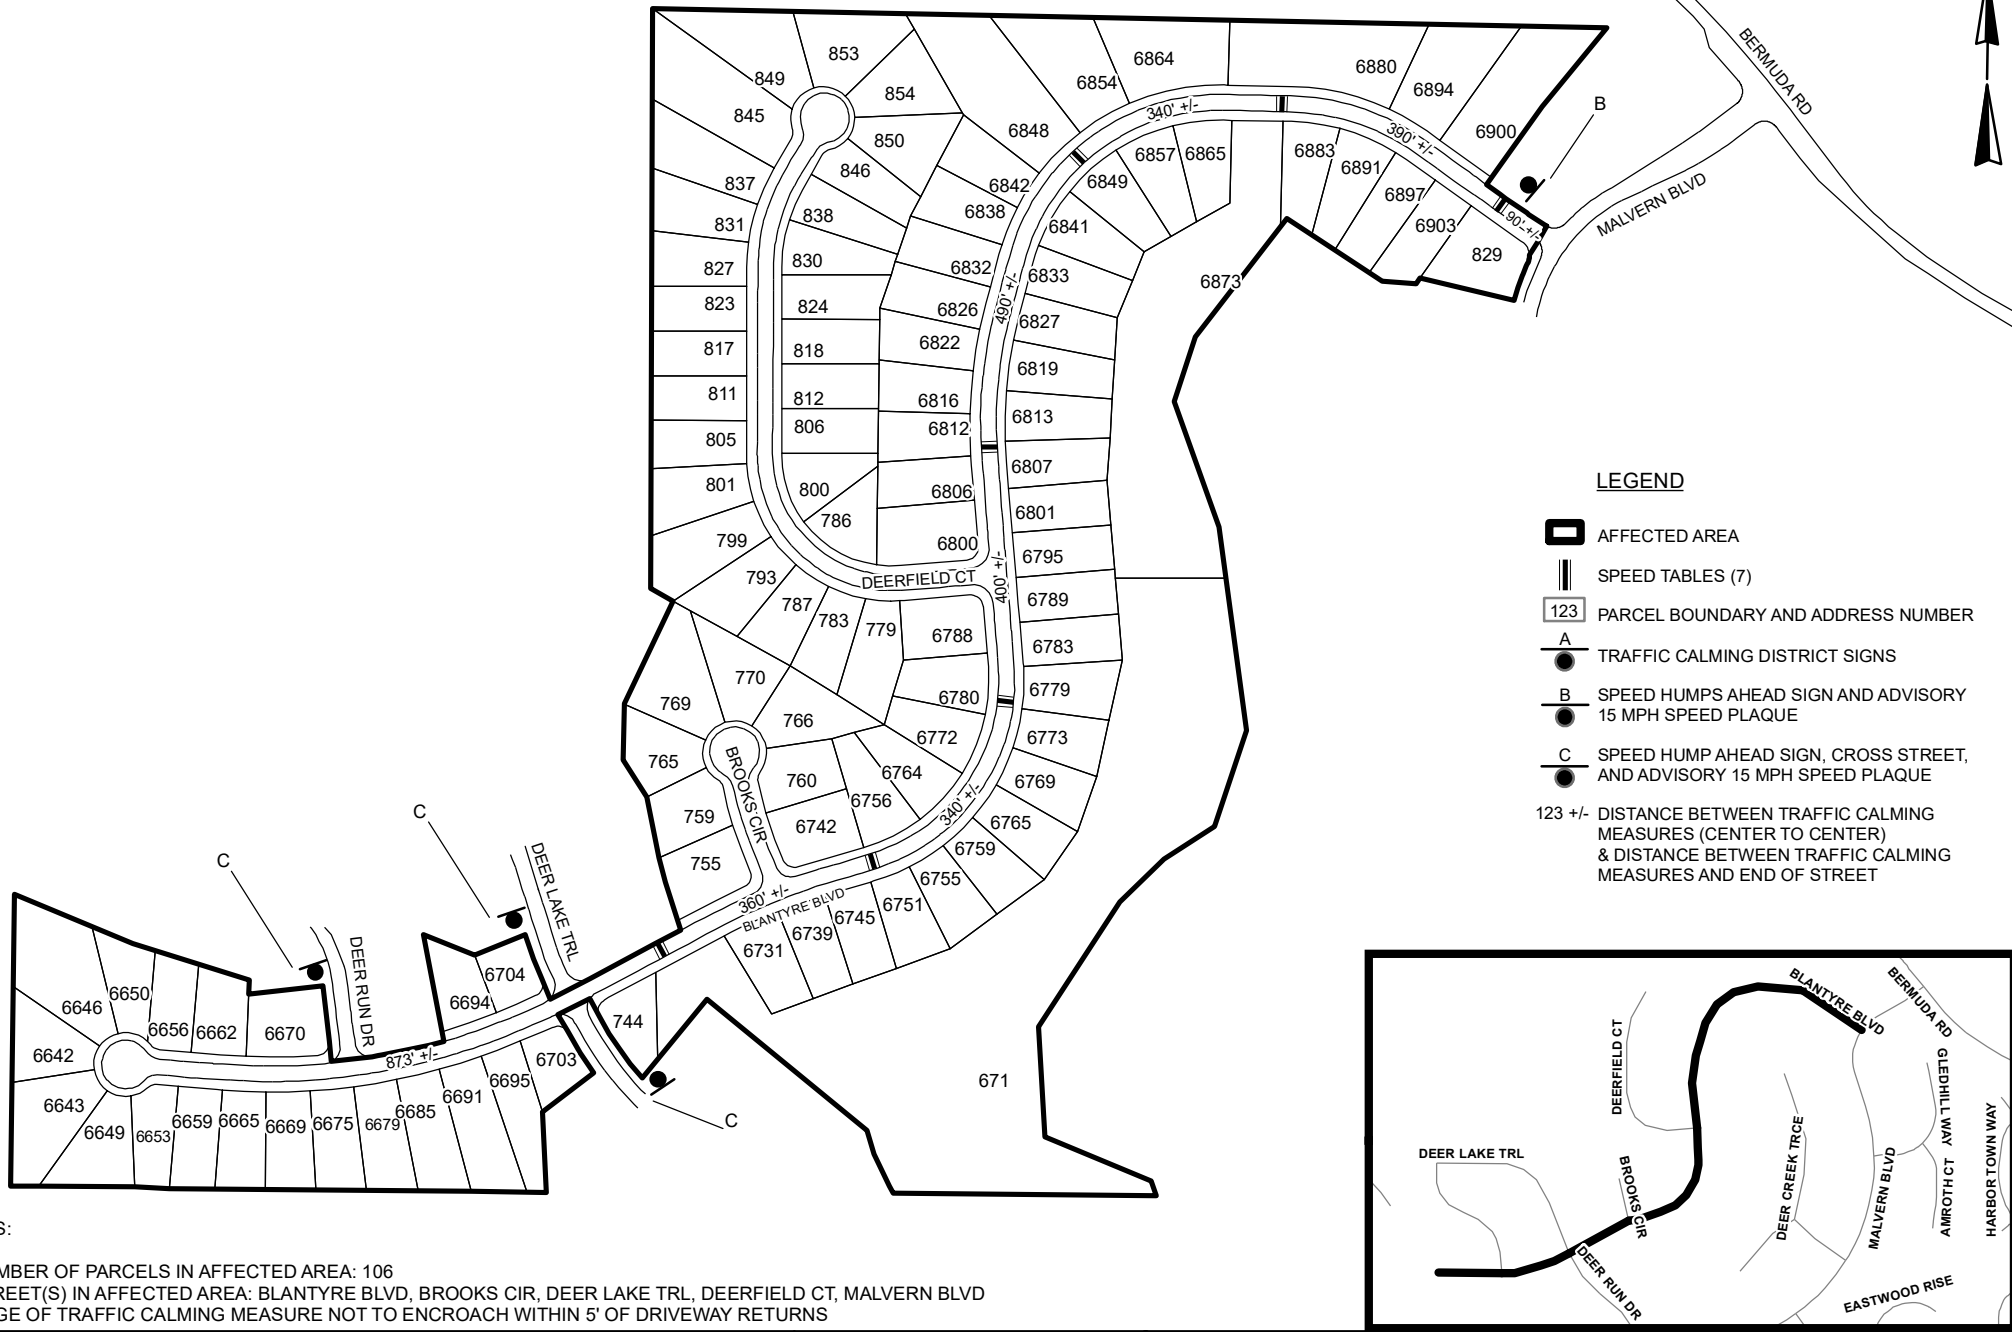 853
849
854
845
850
846
837
838
831
830
827
824
823
818
817
812
811
806
805
801
800
786
799
793
787
783
779
DEERFIELD CT
6864
6854
6848
6842
6838
6832
6826
6822
6816
6812
6806
6800
6788
6780
6772
6764
6756
6880
6894
6900
340' +/-
390' +/-
90' +/-
490' +/-
400' +/-
340' +/-
360' +/-
873' +/-
6857
6865
6849
6841
6833
6827
6819
6813
6807
6801
6795
6789
6783
6779
6773
6769
6765
6759
6755
6751
6745
6739
6731
6883
6891
6897
6903
829
6873
B
BERMUDA RD
MALVERN BLVD
770
769
766
765
760
759
755
6742
BROOKS CIR
BLANTYRE BLVD
C
C
C
DEER LAKE TRL
DEER RUN DR
6704
6694
6650
6646
6656
6662
6670
6642
6643
6649
6653
6659
6665
6669
6675
6679
6685
6691
6695
6703
744
671
LEGEND
AFFECTED AREA
SPEED TABLES (7)
123 PARCEL BOUNDARY AND ADDRESS NUMBER
A
TRAFFIC CALMING DISTRICT SIGNS
B SPEED HUMPS AHEAD SIGN AND ADVISORY
15 MPH SPEED PLAQUE
C SPEED HUMP AHEAD SIGN, CROSS STREET,
AND ADVISORY 15 MPH SPEED PLAQUE
123 +/- DISTANCE BETWEEN TRAFFIC CALMING
MEASURES (CENTER TO CENTER)
& DISTANCE BETWEEN TRAFFIC CALMING
MEASURES AND END OF STREET
S:
MBER OF PARCELS IN AFFECTED AREA: 106
REET(S) IN AFFECTED AREA: BLANTYRE BLVD, BROOKS CIR, DEER LAKE TRL, DEERFIELD CT, MALVERN BLVD
GE OF TRAFFIC CALMING MEASURE NOT TO ENCROACH WITHIN 5' OF DRIVEWAY RETURNS
BLANTYRE BLVD
BERMUDA RD
DEERFIELD CT
GLEDHILL WAY
HARBOR TOWN WAY
DEER LAKE TRL
BROOKS CIR
DEER CREEK TRCE
MALVERN BLVD
AMROTH CT
DEER RUN DR
EASTWOOD RISE